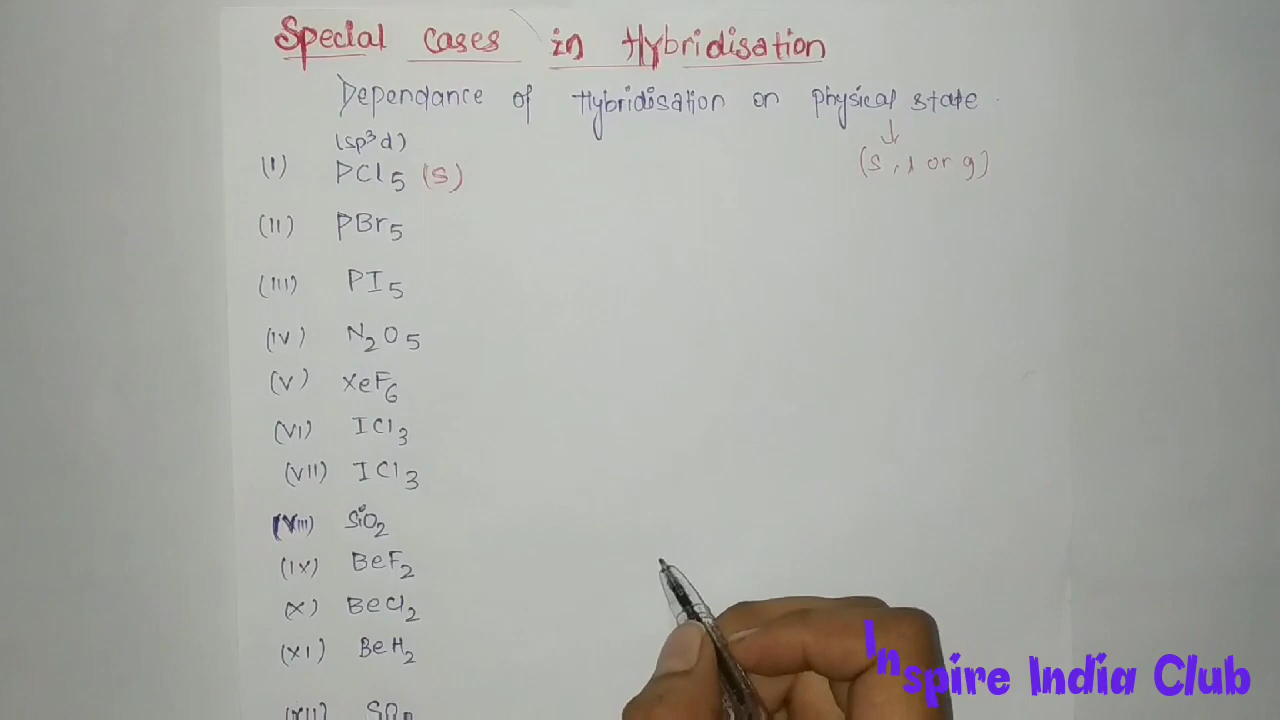 Special cases in Hybridisation
Dependance of Hybridisation on physical state.
(s, l or g)
(sp³d)
(I) PCl₅ (s)
(II) PBr₅
(III) PI₅
(IV) N₂O₅
(V) XeF₆
(VI) ICl₃
(VII) ICl₃
(VIII) SiO₂
(IX) BeF₂
(X) BeCl₂
(XI) BeH₂
(XII)
Inspire India Club